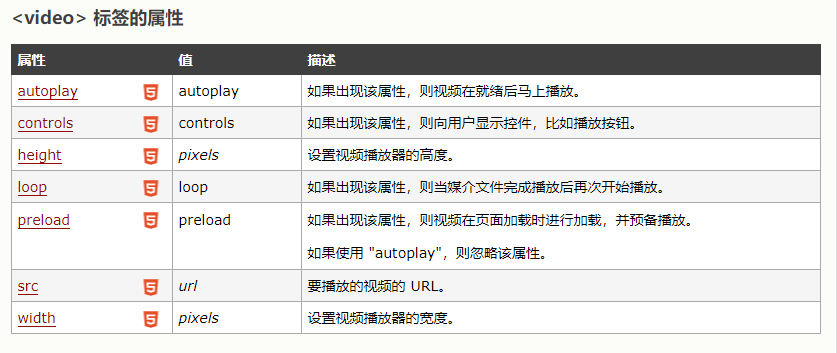 <video> 标签的属性
属性 值 描述
autoplay autoplay 如果出现该属性，则视频在就绪后马上播放。
controls controls 如果出现该属性，则向用户显示控件，比如播放按钮。
height pixels 设置视频播放器的高度。
loop loop 如果出现该属性，则当媒介文件完成播放后再次开始播放。
preload preload 如果出现该属性，则视频在页面加载时进行加载，并预备播放。
如果使用 "autoplay"，则忽略该属性。
src url 要播放的视频的 URL。
width pixels 设置视频播放器的宽度。